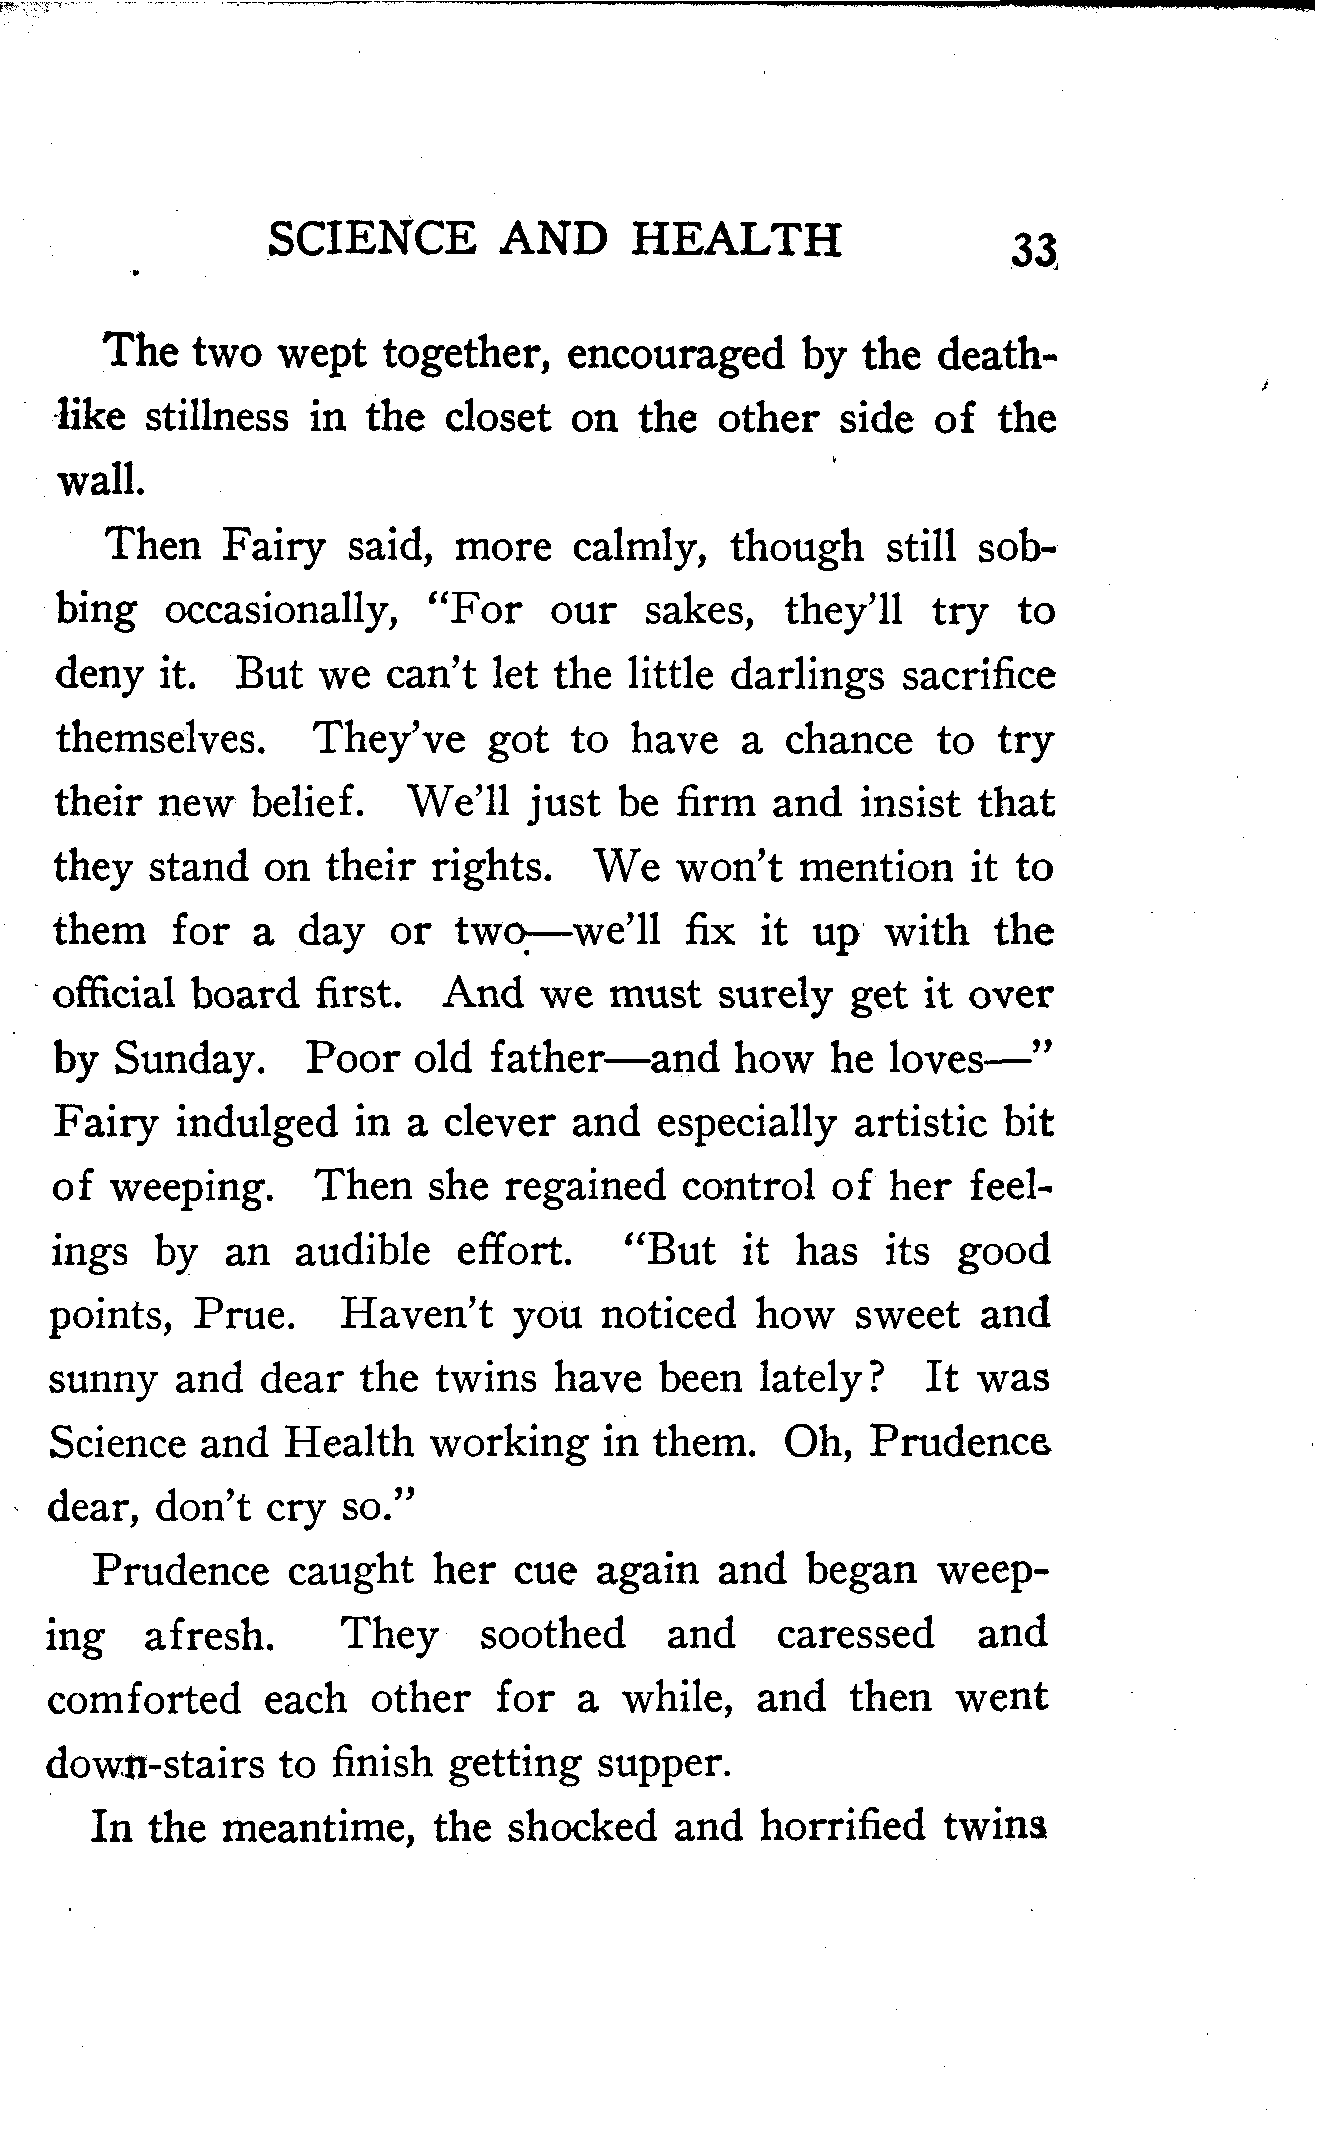 SCIENCE AND HEALTH 33
The two wept together, encouraged by the death-
like stillness in the closet on the other side of the
wall.
Then Fairy said, more calmly, though still sob-
bing occasionally, “For our sakes, they’ll try to
deny it. But we can’t let the little darlings sacrifice
themselves. They’ve got to have a chance to try
their new belief. We’ll just be firm and insist that
they stand on their rights. We won’t mention it to
them for a day or two—we’ll fix it up with the
official board first. And we must surely get it over
by Sunday. Poor old father—and how he loves—”
Fairy indulged in a clever and especially artistic bit
of weeping. Then she regained control of her feel-
ings by an audible effort. “But it has its good
points, Prue. Haven’t you noticed how sweet and
sunny and dear the twins have been lately? It was
Science and Health working in them. Oh, Prudence
dear, don’t cry so.”
Prudence caught her cue again and began weep-
ing afresh. They soothed and caressed and
comforted each other for a while, and then went
down-stairs to finish getting supper.
In the meantime, the shocked and horrified twins